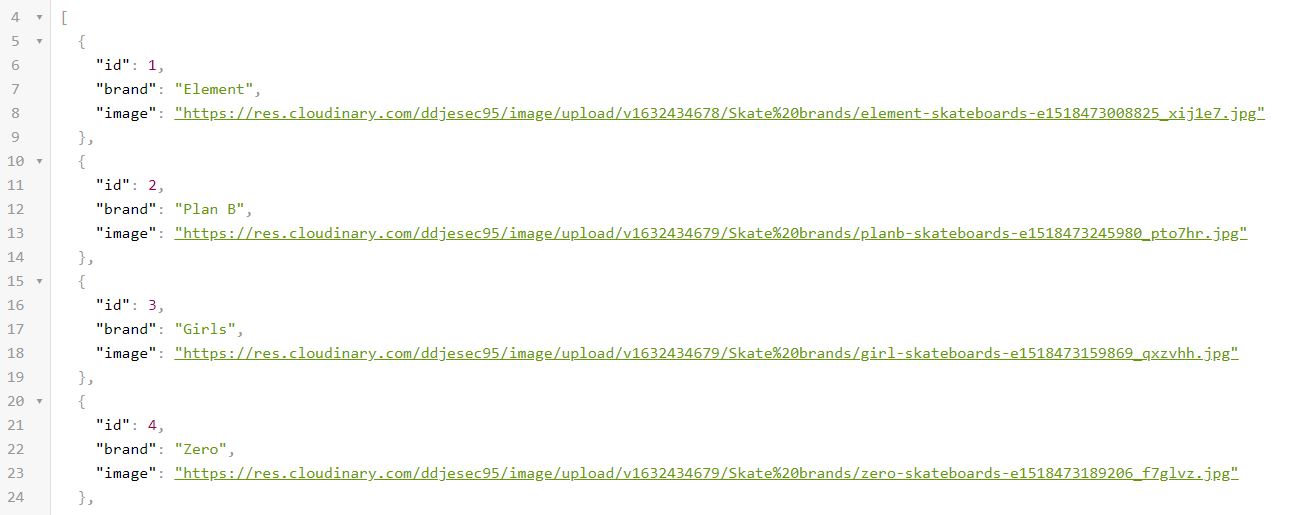 4 [
5 {
6 "id": 1,
7 "brand": "Element",
8 "image": "https://res.cloudinary.com/ddjesec95/image/upload/v1632434678/Skate%20brands/element-skateboards-e1518473008825_xij1e7.jpg"
9 },
10 {
11 "id": 2,
12 "brand": "Plan B",
13 "image": "https://res.cloudinary.com/ddjesec95/image/upload/v1632434679/Skate%20brands/planb-skateboards-e1518473245980_pto7hr.jpg"
14 },
15 {
16 "id": 3,
17 "brand": "Girls",
18 "image": "https://res.cloudinary.com/ddjesec95/image/upload/v1632434679/Skate%20brands/girl-skateboards-e1518473159869_qxzvhh.jpg"
19 },
20 {
21 "id": 4,
22 "brand": "Zero",
23 "image": "https://res.cloudinary.com/ddjesec95/image/upload/v1632434679/Skate%20brands/zero-skateboards-e1518473189206_f7glvz.jpg"
24 },